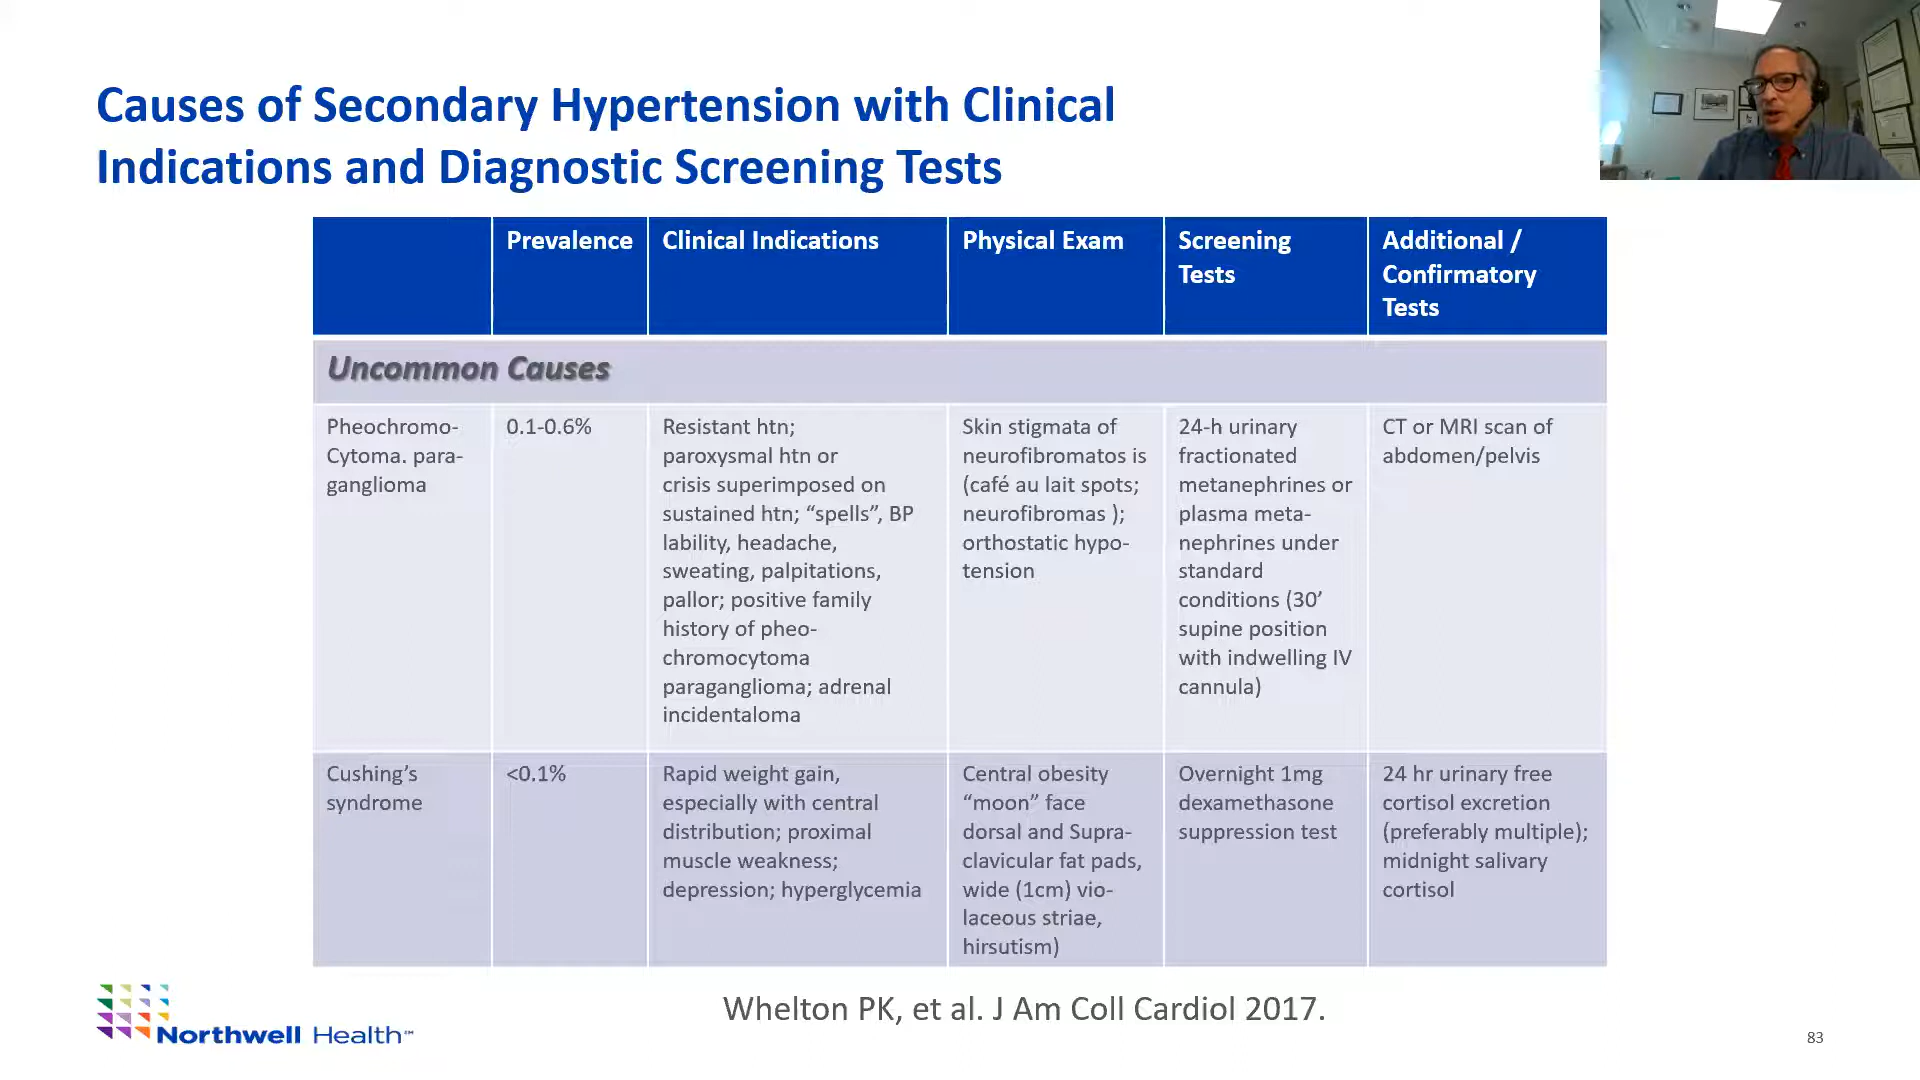 Causes of Secondary Hypertension with Clinical
Indications and Diagnostic Screening Tests
Prevalence
Clinical Indications
Physical Exam
Screening
Tests
Additional /
Confirmatory
Tests
Uncommon Causes
Pheochromo-
Cytoma. para-
ganglioma
0.1-0.6%
Resistant htn;
paroxysmal htn or
crisis superimposed on
sustained htn; “spells”, BP
lability, headache,
sweating, palpitations,
pallor; positive family
history of pheo-
chromocytoma
paraganglioma; adrenal
incidentaloma
Skin stigmata of
neurofibromatos is
(café au lait spots;
neurofibromas );
orthostatic hypo-
tension
24-h urinary
fractionated
metanephrines or
plasma meta-
nephrines under
standard
conditions (30’
supine position
with indwelling IV
cannula)
CT or MRI scan of
abdomen/pelvis
Cushing’s
syndrome
<0.1%
Rapid weight gain,
especially with central
distribution; proximal
muscle weakness;
depression; hyperglycemia
Central obesity
“moon” face
dorsal and Supra-
clavicular fat pads,
wide (1cm) vio-
laceous striae,
hirsutism)
Overnight 1mg
dexamethasone
suppression test
24 hr urinary free
cortisol excretion
(preferably multiple);
midnight salivary
cortisol
Whelton PK, et al. J Am Coll Cardiol 2017.
Northwell Health℠
83